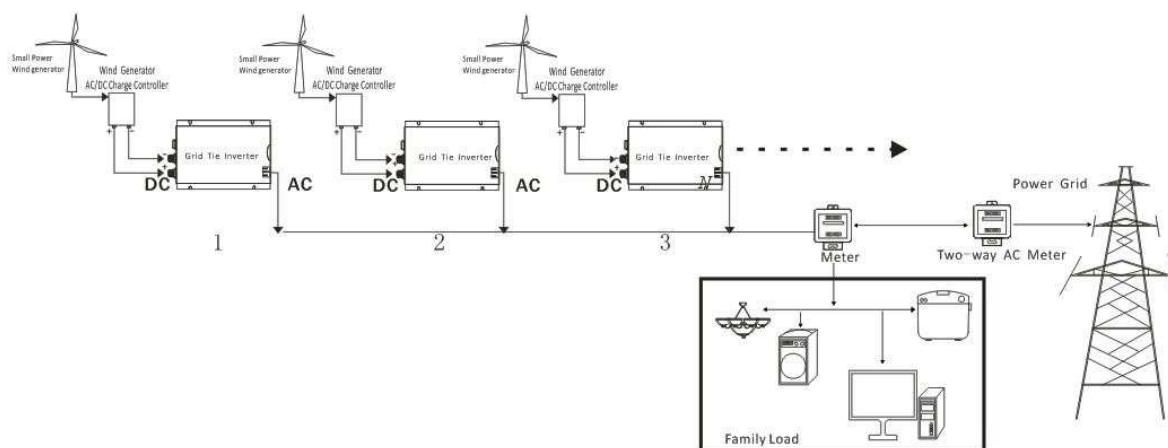 Small Power
Wind generator
Wind Generator
AC/DC Charge Controller
+ -
-
+
Grid Tie Inverter
DC
AC
1
Small Power
Wind generator
Wind Generator
AC/DC Charge Controller
+ -
-
+
Grid Tie Inverter
DC
AC
2
Small Power
Wind generator
Wind Generator
AC/DC Charge Controller
+ -
-
+
Grid Tie Inverter
DC
N
3
Meter
Two-way AC Meter
Power Grid
Family Load